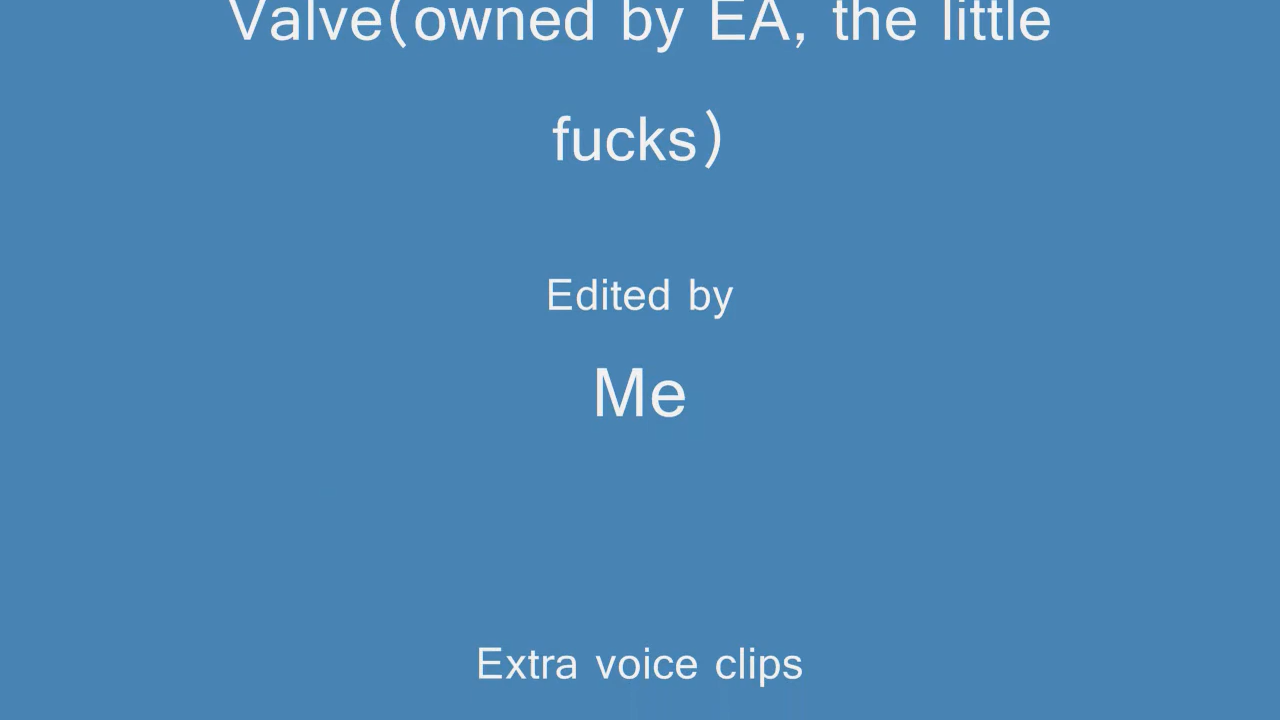 Valve(owned by EA, the little
fucks)
Edited by
Me
Extra voice clips